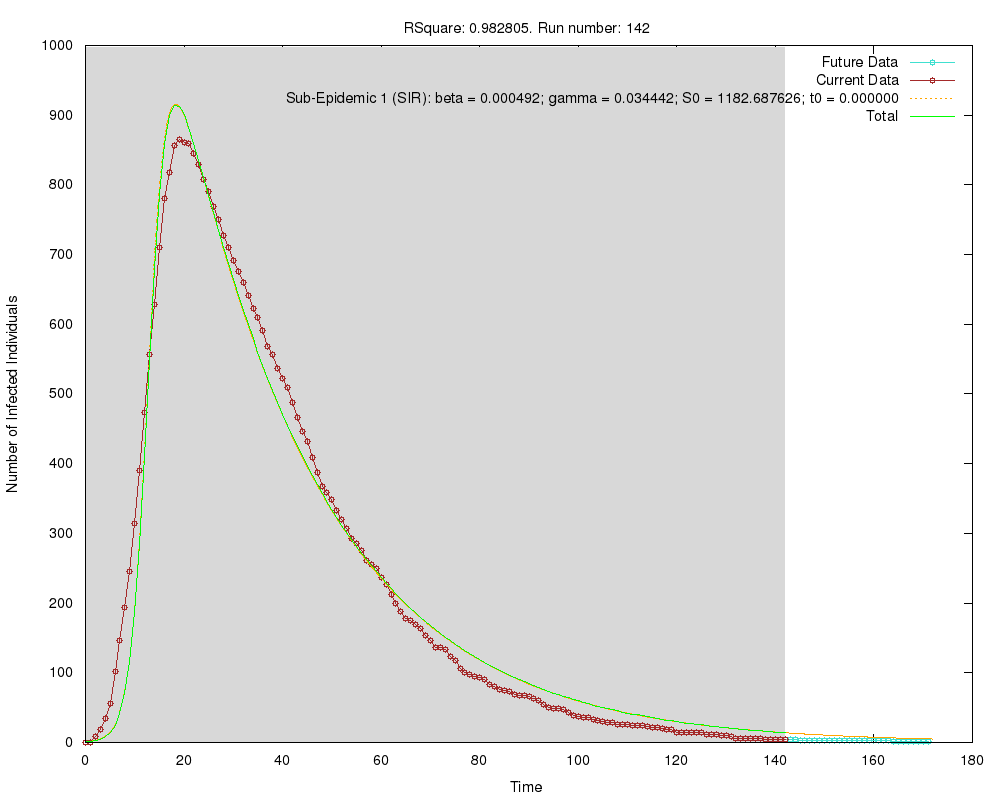 RSquare: 0.982805. Run number: 142
1000
900
800
700
600
500
400
300
200
100
0
Number of Infected Individuals
Future Data
Current Data
Sub-Epidemic 1 (SIR): beta = 0.000492; gamma = 0.034442; S0 = 1182.687626; t0 = 0.000000
Total
0 20 40 60 80 100 120 140 160 180
Time